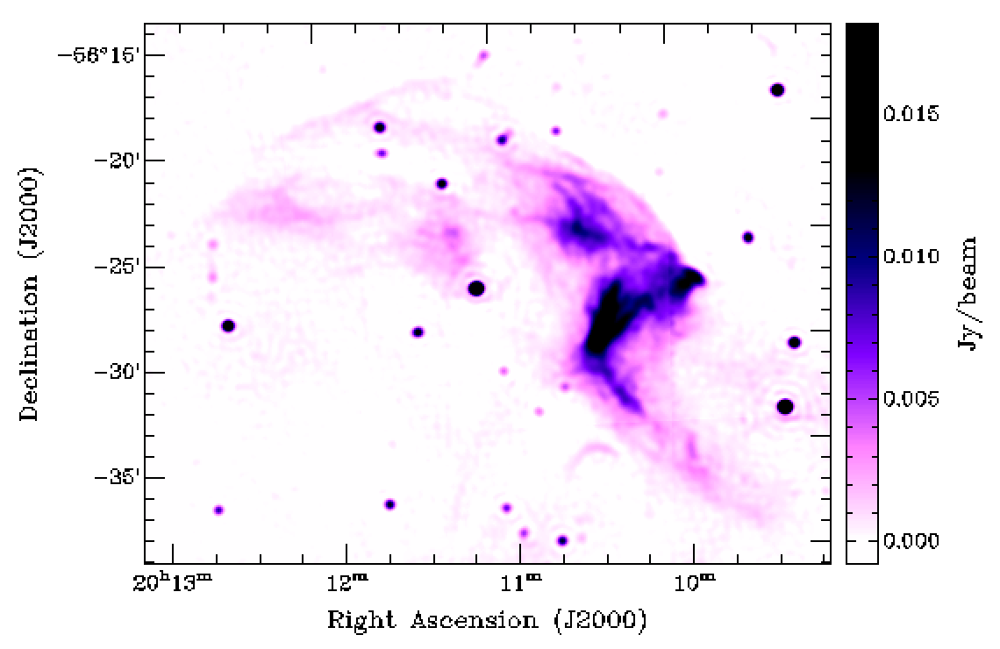 −56°15'
−20'
−25'
−30'
−35'
Declination (J2000)
20ʰ13ᵐ 12ᵐ 11ᵐ 10ᵐ
Right Ascension (J2000)
0.015
0.010
0.005
0.000
Jy/beam